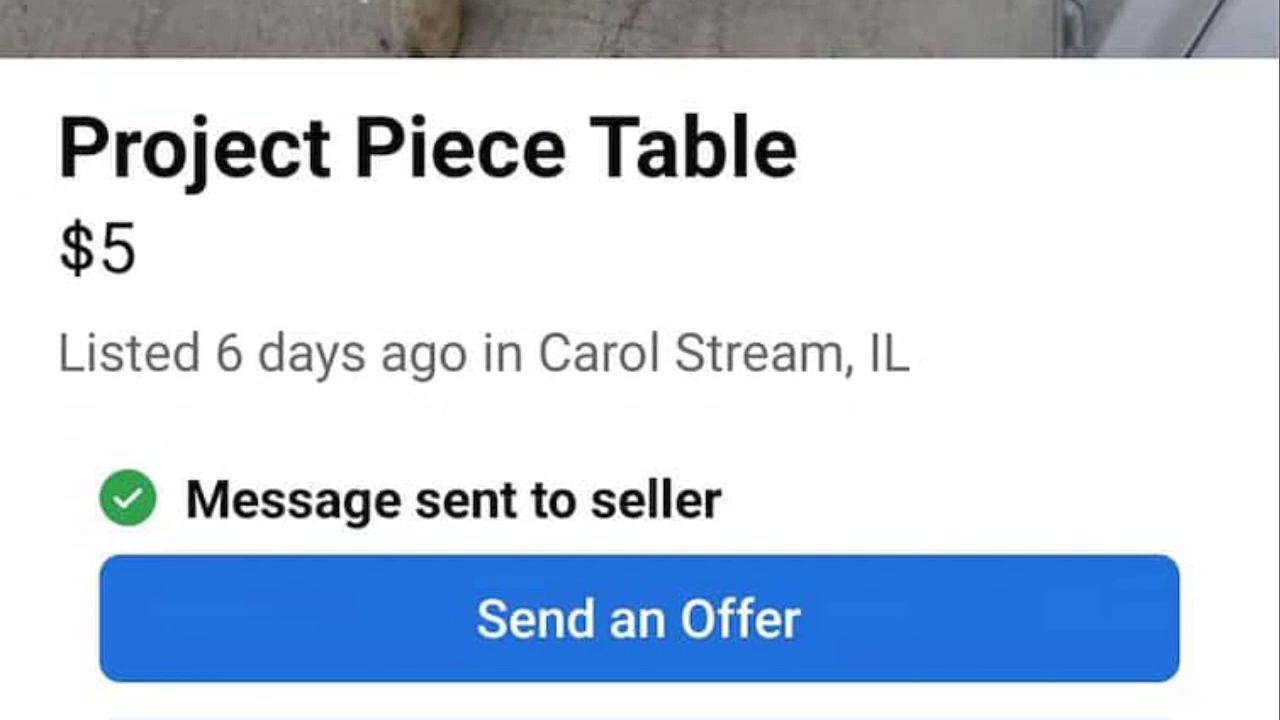 Project Piece Table
$5
Listed 6 days ago in Carol Stream, IL
Message sent to seller
Send an Offer